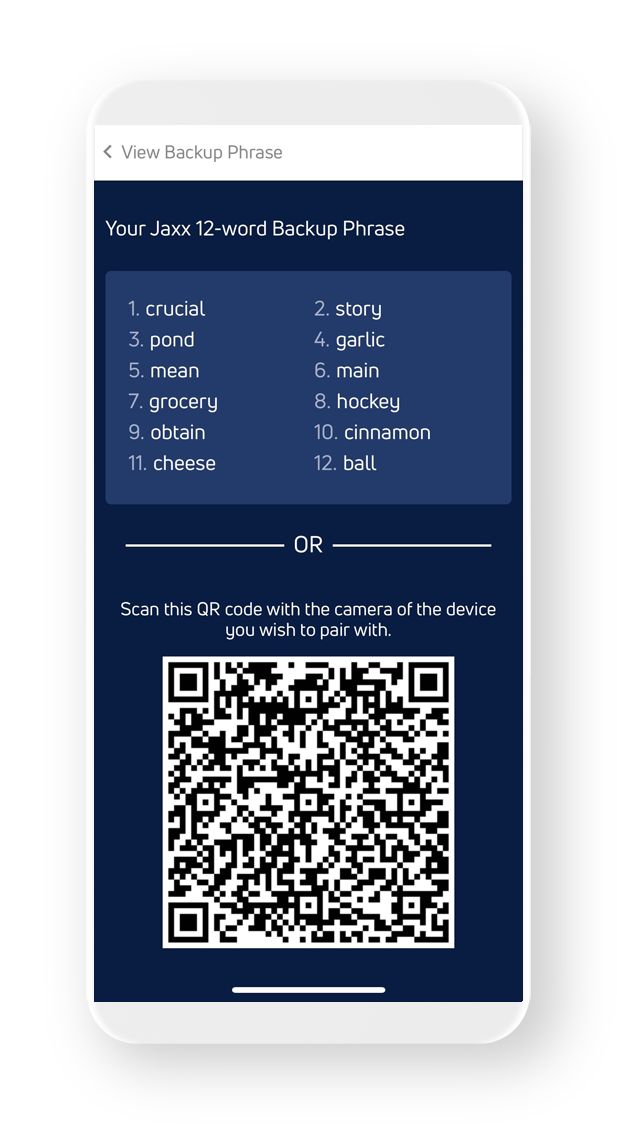 View Backup Phrase
Your Jaxx 12-word Backup Phrase
1. crucial 2. story
3. pond 4. garlic
5. mean 6. main
7. grocery 8. hockey
9. obtain 10. cinnamon
11. cheese 12. ball
OR
Scan this QR code with the camera of the device
you wish to pair with.